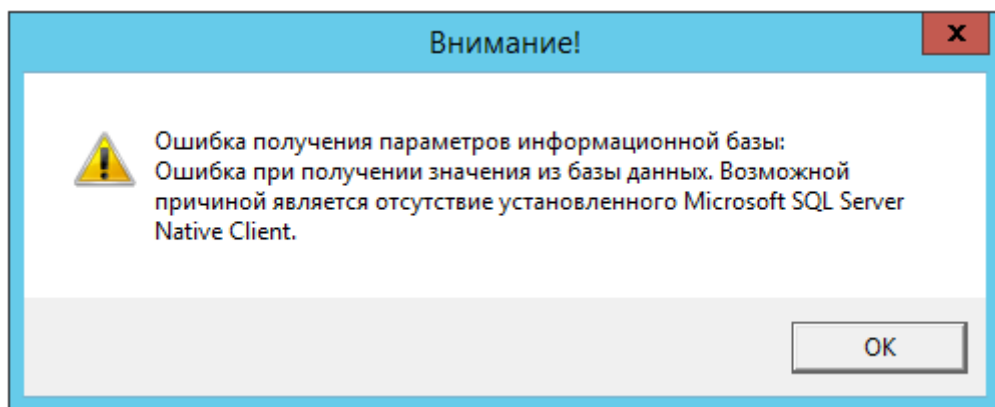 Внимание!
Ошибка получения параметров информационной базы:
Ошибка при получении значения из базы данных. Возможной
причиной является отсутствие установленного Microsoft SQL Server
Native Client.
OK